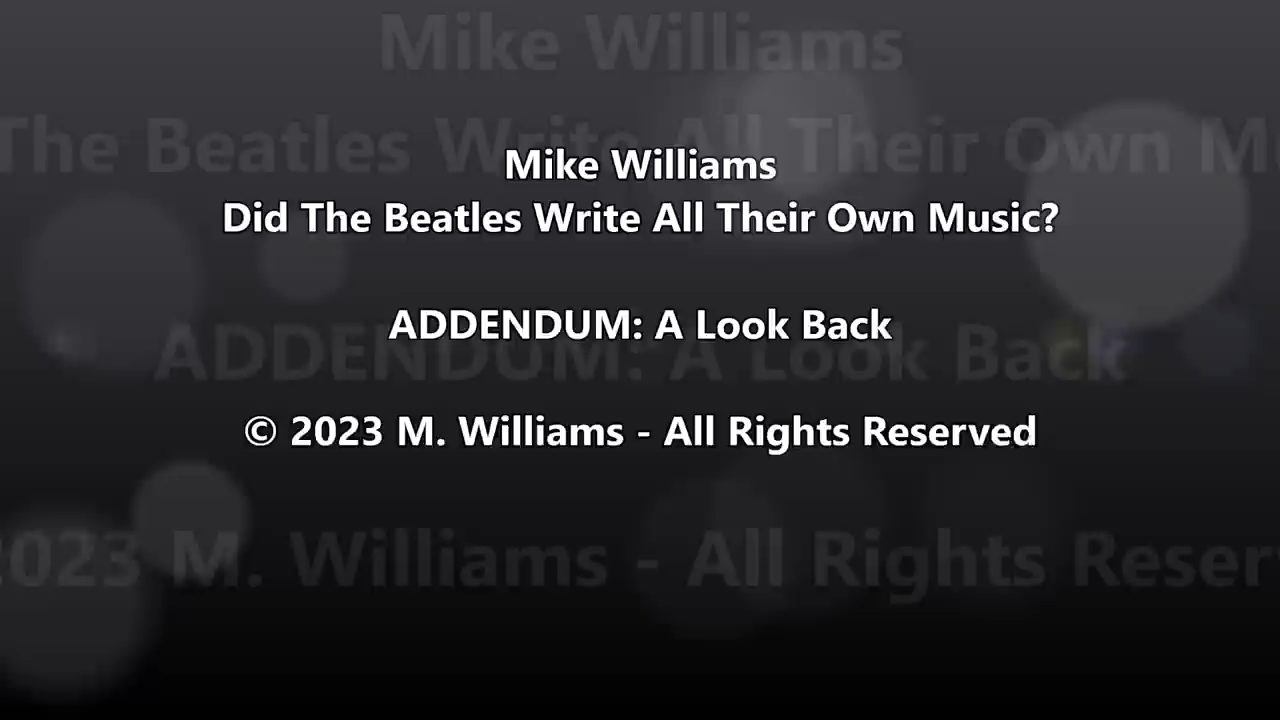 Mike Williams
Did The Beatles Write All Their Own Music?
ADDENDUM: A Look Back
© 2023 M. Williams - All Rights Reserved